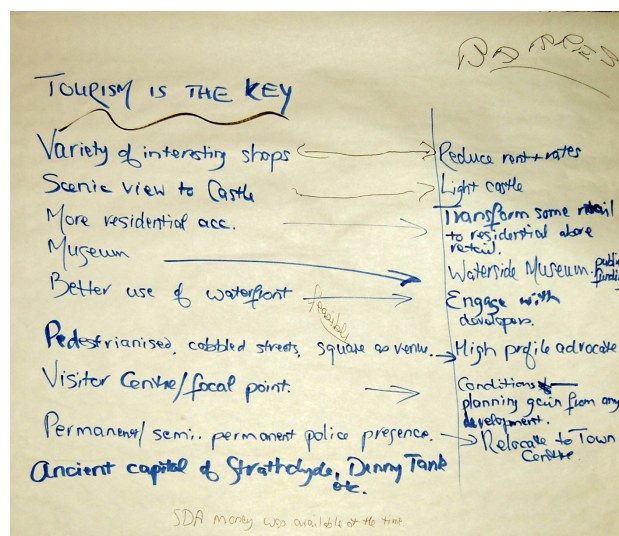 TOURISM IS THE KEY
Variety of interesting shops
Reduce rent + rates
Scenic view to Castle
Light castle
More residential acc.
Transform some retail
to residential above
retail.
Museum
Waterside Museum. public
funding
Better use of waterfront
feasibly
Engage with
developers.
Pedestrianised, cobbled streets, square as venue.
High profile advocate
Visitor Centre/focal point.
Conditions
planning gain from any
development.
Permanent/semi.. permanent police presence.
Relocate to Town
Centre.
Ancient capital of Strathclyde, Denny Tank
etc.
SDA money was available at the time